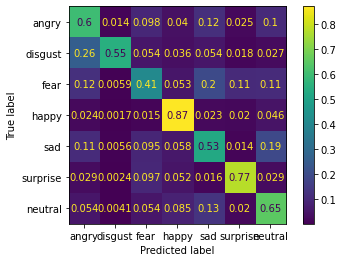 angry 0.6 0.014 0.098 0.04 0.12 0.025 0.1
disgust 0.26 0.55 0.054 0.036 0.054 0.018 0.027
fear 0.12 0.059 0.41 0.053 0.2 0.11 0.11
happy 0.024 0.0017 0.015 0.87 0.023 0.02 0.046
sad 0.11 0.0056 0.095 0.058 0.53 0.014 0.19
surprise 0.029 0.0024 0.097 0.052 0.016 0.77 0.029
neutral 0.054 0.0041 0.054 0.085 0.13 0.02 0.65
angry disgust fear happy sad surprise neutral
Predicted label
True label
0.8
0.7
0.6
0.5
0.4
0.3
0.2
0.1